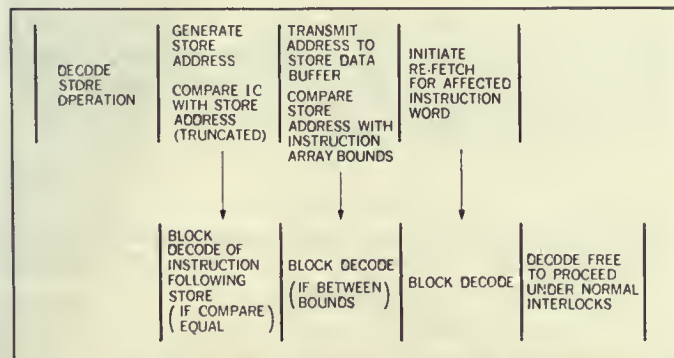 DECODE
STORE
OPERATION
GENERATE
STORE
ADDRESS
COMPARE IC
WITH STORE
ADDRESS
(TRUNCATED)
TRANSMIT
ADDRESS TO
STORE DATA
BUFFER
COMPARE
STORE
ADDRESS WITH
INSTRUCTION
ARRAY BOUNDS
INITIATE
RE-FETCH
FOR AFFECTED
INSTRUCTION
WORD
BLOCK
DECODE OF
INSTRUCTION
FOLLOWING
STORE
(IF COMPARE
EQUAL)
BLOCK DECODE
(IF BETWEEN
BOUNDS)
BLOCK DECODE
DECODE FREE
TO PROCEED
UNDER NORMAL
INTERLOCKS